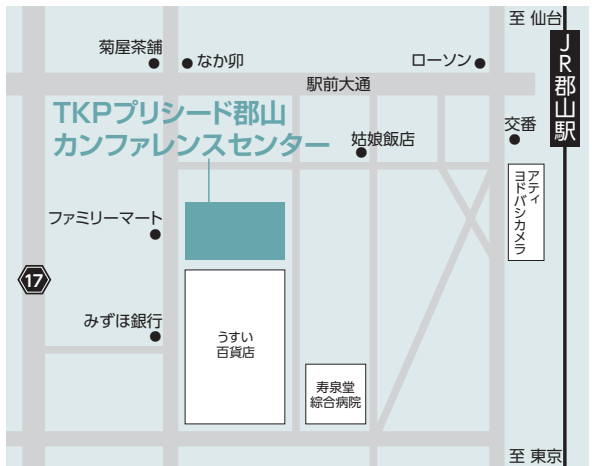 至 仙台
JR郡山駅
菊屋茶舗
なか卯
ローソン
駅前大通
TKPプリシード郡山
カンファレンスセンター
姑娘飯店
交番
アティ
ヨドバシカメラ
ファミリーマート
17
みずほ銀行
うすい
百貨店
寿泉堂
綜合病院
至 東京